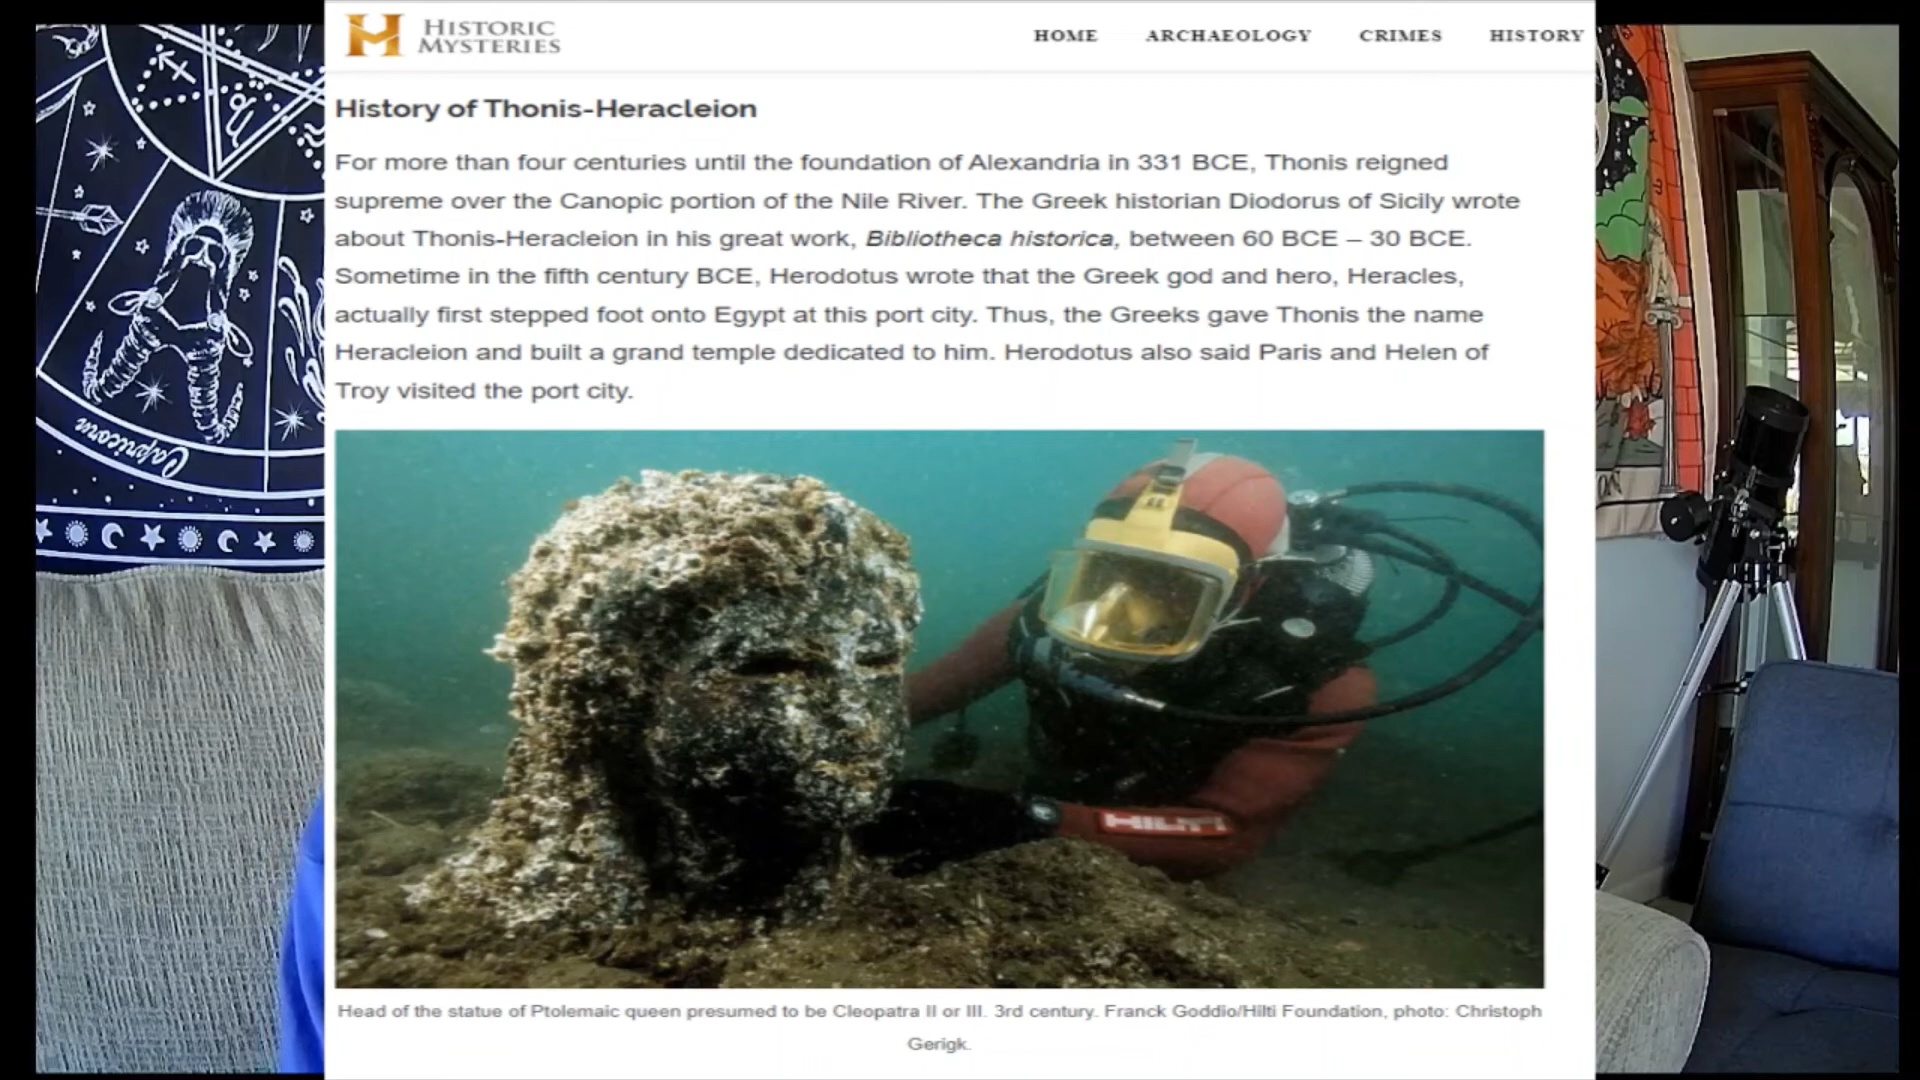 HISTORIC
MYSTERIES
HOME ARCHAEOLOGY CRIMES HISTORY
History of Thonis-Heracleion
For more than four centuries until the foundation of Alexandria in 331 BCE, Thonis reigned
supreme over the Canopic portion of the Nile River. The Greek historian Diodorus of Sicily wrote
about Thonis-Heracleion in his great work, Bibliotheca historica, between 60 BCE – 30 BCE.
Sometime in the fifth century BCE, Herodotus wrote that the Greek god and hero, Heracles,
actually first stepped foot onto Egypt at this port city. Thus, the Greeks gave Thonis the name
Heracleion and built a grand temple dedicated to him. Herodotus also said Paris and Helen of
Troy visited the port city.
Capricorn
HILTI
Head of the statue of Ptolemaic queen presumed to be Cleopatra II or III. 3rd century. Franck Goddio/Hilti Foundation, photo: Christoph
Gerigk.